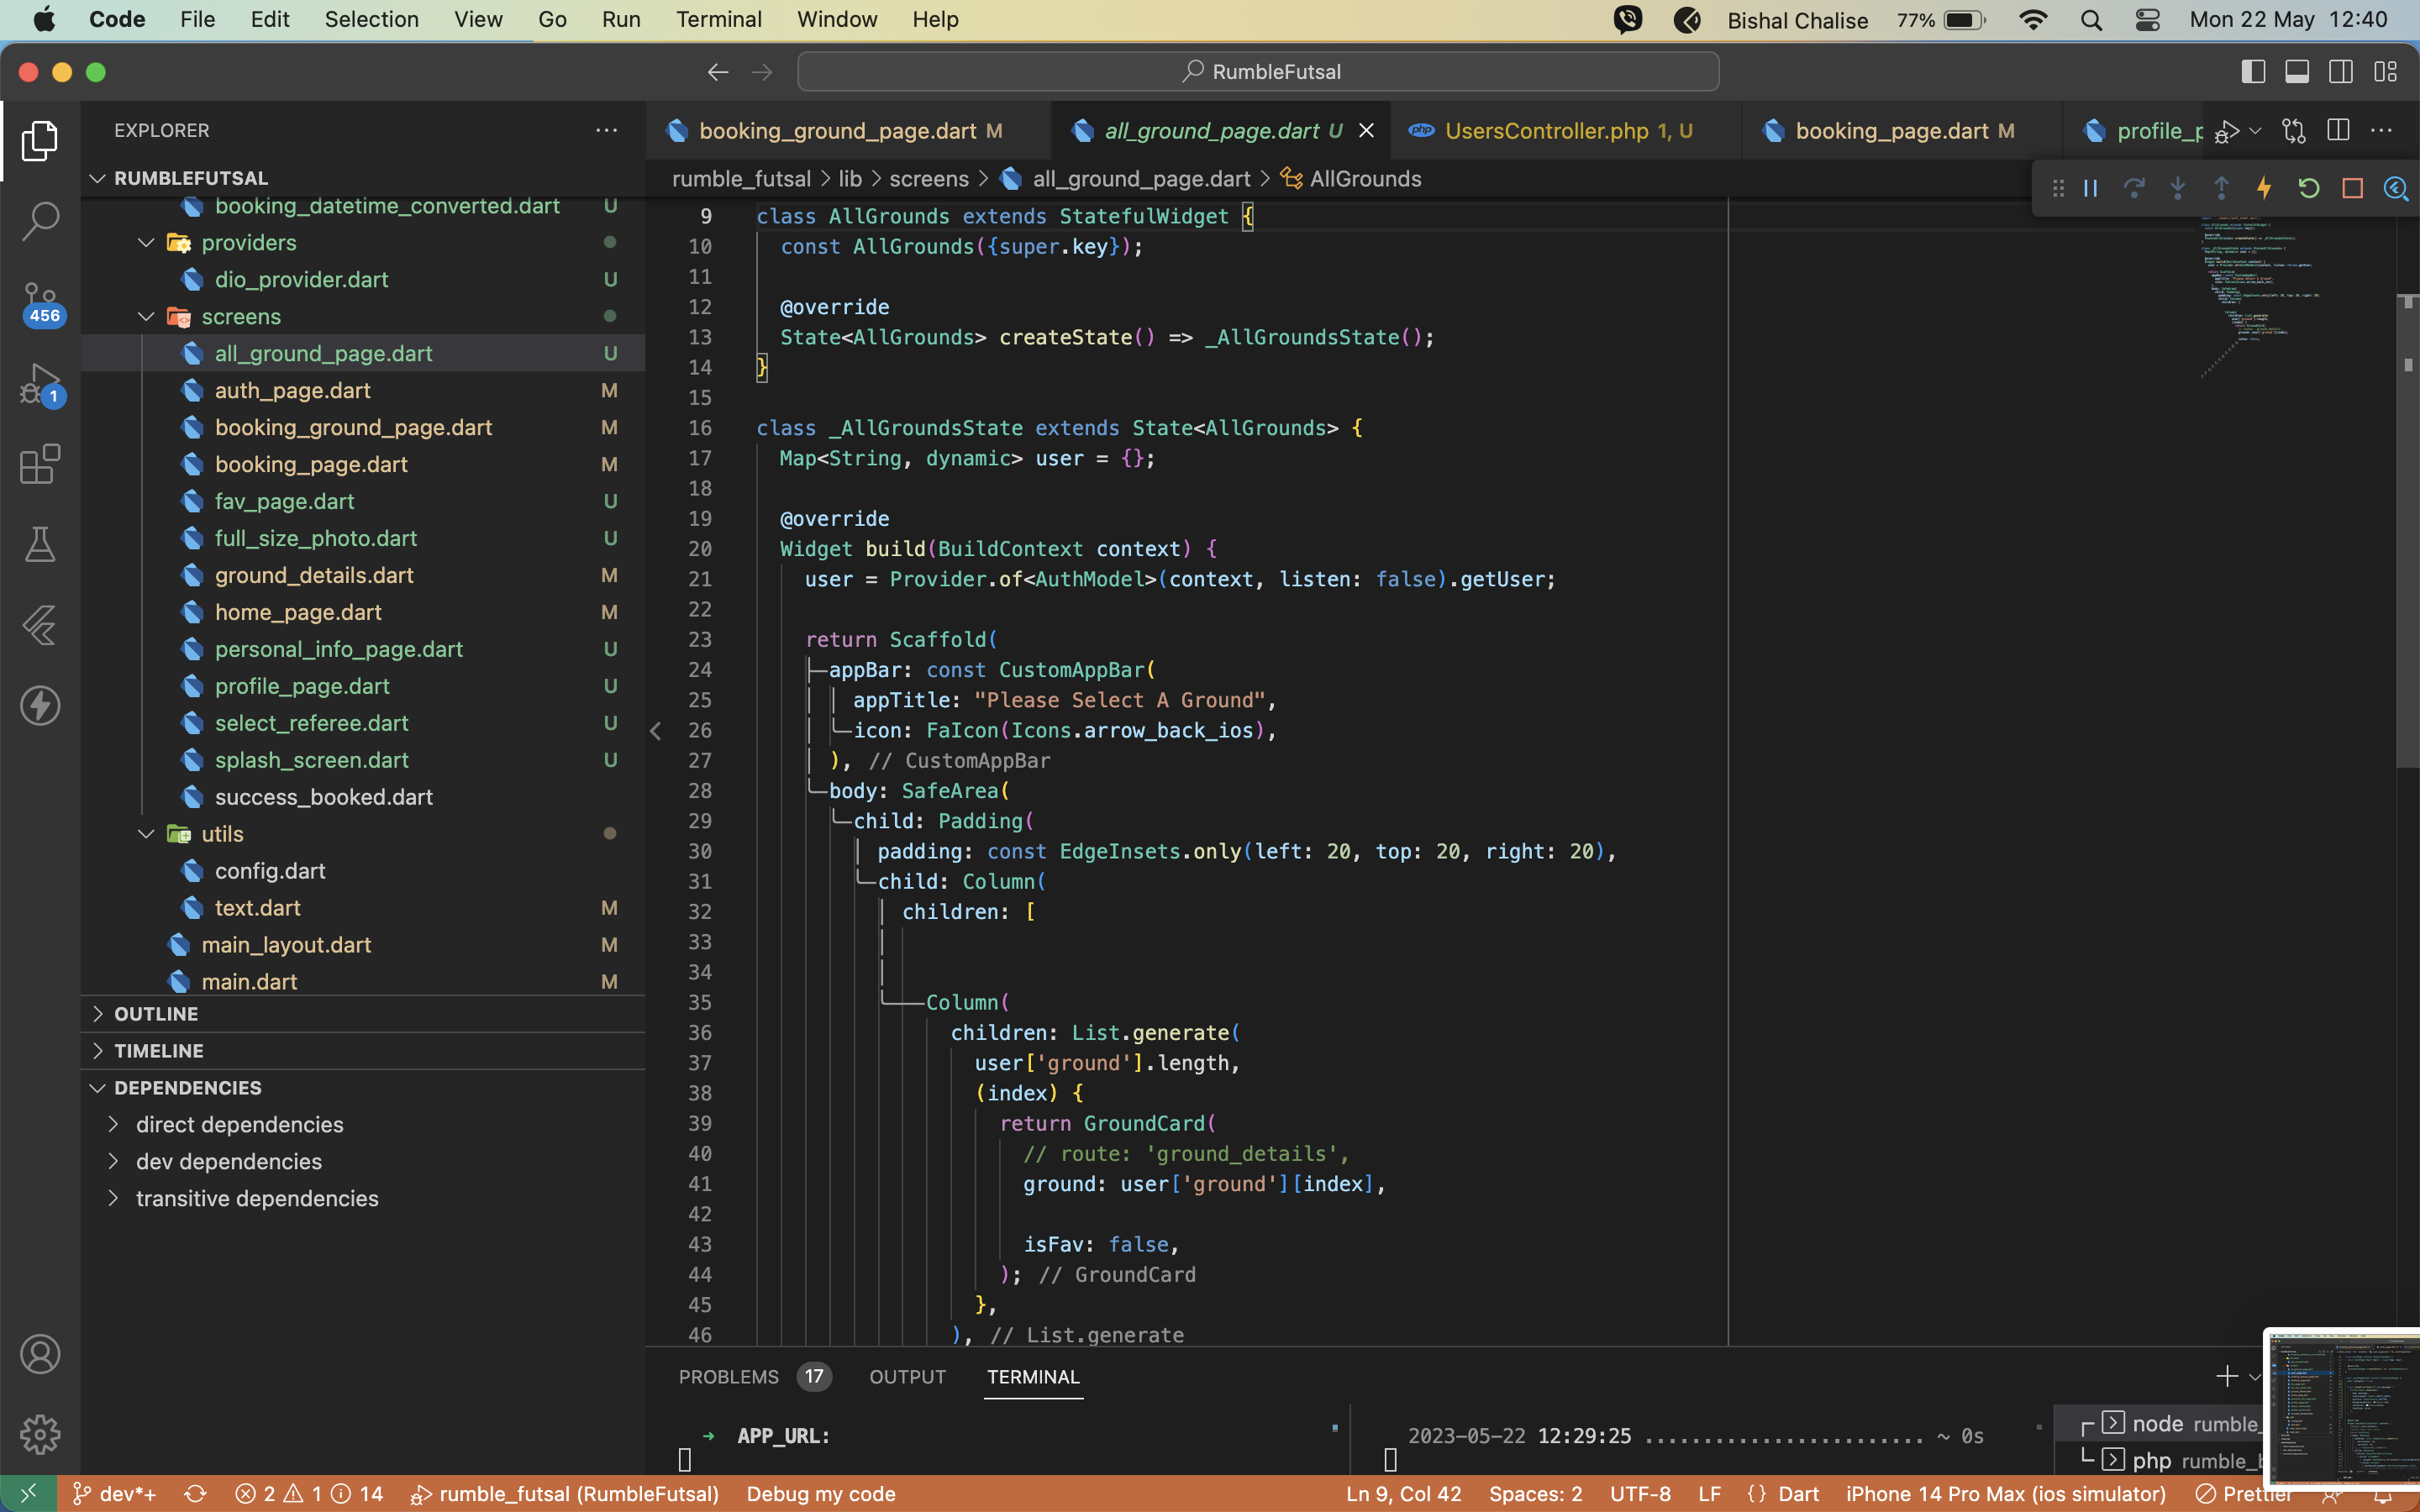 Code File Edit Selection View Go Run Terminal Window Help Bishal Chalise 77% Mon 22 May 12:40
RumbleFutsal
EXPLORER
RUMBLEFUTSAL
booking_datetime_converted.dart U
providers
dio_provider.dart U
screens
all_ground_page.dart U
auth_page.dart M
booking_ground_page.dart M
booking_page.dart M
fav_page.dart U
full_size_photo.dart U
ground_details.dart M
home_page.dart M
personal_info_page.dart U
profile_page.dart U
select_referee.dart U
splash_screen.dart U
success_booked.dart
utils
config.dart
text.dart M
main_layout.dart M
main.dart M
OUTLINE
TIMELINE
DEPENDENCIES
direct dependencies
dev dependencies
transitive dependencies
456
1
booking_ground_page.dart M all_ground_page.dart U UsersController.php 1, U booking_page.dart M profile_p
rumble_futsal > lib > screens > all_ground_page.dart > AllGrounds
9 class AllGrounds extends StatefulWidget {
10 const AllGrounds({super.key});
11
12 @override
13 State<AllGrounds> createState() => _AllGroundsState();
14 }
15
16 class _AllGroundsState extends State<AllGrounds> {
17 Map<String, dynamic> user = {};
18
19 @override
20 Widget build(BuildContext context) {
21 user = Provider.of<AuthModel>(context, listen: false).getUser;
22
23 return Scaffold(
24 appBar: const CustomAppBar(
25 appTitle: "Please Select A Ground",
26 icon: FaIcon(Icons.arrow_back_ios),
27 ), // CustomAppBar
28 body: SafeArea(
29 child: Padding(
30 padding: const EdgeInsets.only(left: 20, top: 20, right: 20),
31 child: Column(
32 children: [
33
34
35 Column(
36 children: List.generate(
37 user['ground'].length,
38 (index) {
39 return GroundCard(
40 // route: 'ground_details',
41 ground: user['ground'][index],
42
43 isFav: false,
44 ); // GroundCard
45 },
46 ), // List.generate
PROBLEMS 17 OUTPUT TERMINAL
➜ APP_URL:
2023-05-22 12:29:25 ....................... ~ 0s
node rumble_
php rumble_b
dev*+ 2 1 14 rumble_futsal (RumbleFutsal) Debug my code Ln 9, Col 42 Spaces: 2 UTF-8 LF {} Dart iPhone 14 Pro Max (ios simulator) Prettier